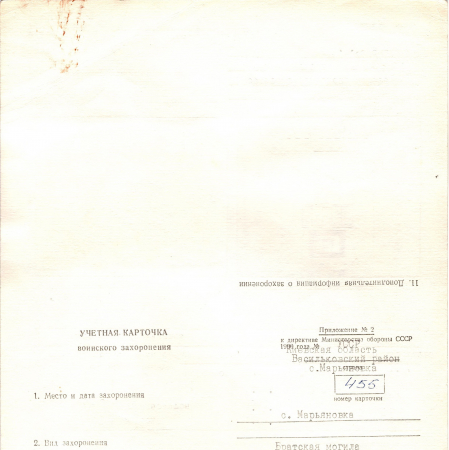 11. Дополнительная информация о захоронении
УЧЕТНАЯ КАРТОЧКА
воинского захоронения
Приложение № 2
к директиве Министерства обороны СССР
1990 года № УССР
Киевская область
Васильковский район
с.Марьяновка
455
номер карточки
1. Место и дата захоронения
с. Марьяновка
2. Вид захоронения
Братская могила